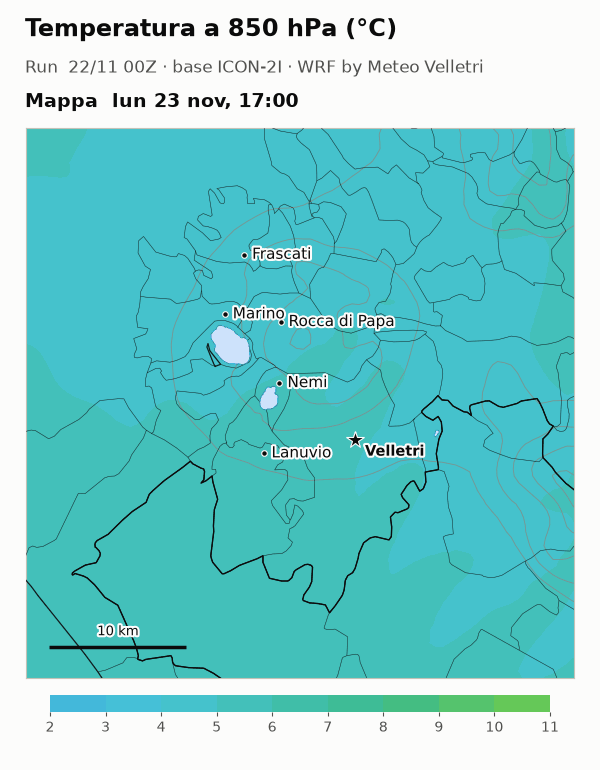 Temperatura a 850 hPa (°C)
Run  22/11 00Z · base ICON-2I · WRF by Meteo Velletri
Mappa  lun 23 nov, 17:00
Frascati
Marino
Rocca di Papa
Nemi
Velletri
Lanuvio
10 km
2 3 4 5 6 7 8 9 10 11